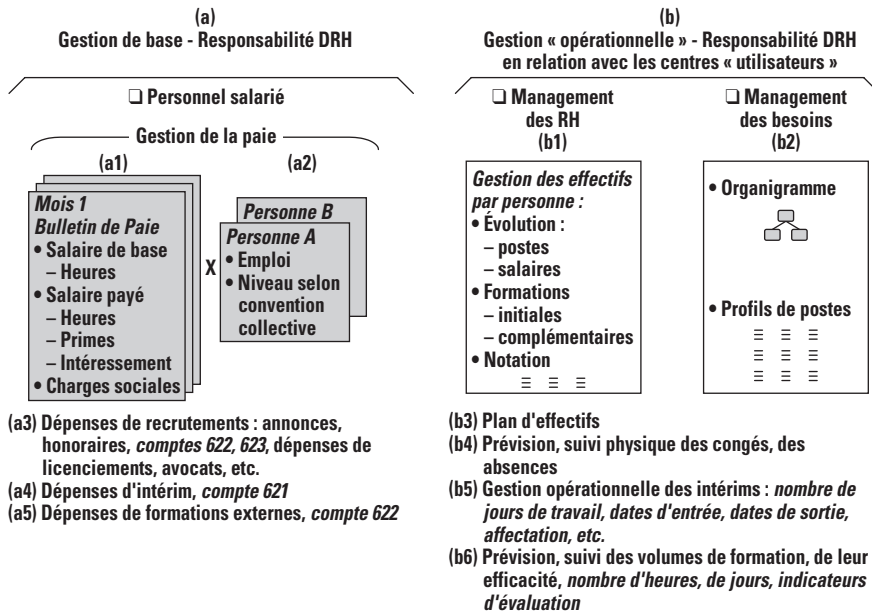 (a)
Gestion de base - Responsabilité DRH
❑ Personnel salarié
Gestion de la paie
(a1)
(a2)
Mois 1
Bulletin de Paie
• Salaire de base
– Heures
• Salaire payé
– Heures
– Primes
– Intéressement
• Charges sociales
X
Personne B
Personne A
• Emploi
• Niveau selon
convention
collective
(a3) Dépenses de recrutements : annonces,
honoraires, comptes 622, 623, dépenses de
licenciements, avocats, etc.
(a4) Dépenses d'intérim, compte 621
(a5) Dépenses de formations externes, compte 622
(b)
Gestion « opérationnelle » - Responsabilité DRH
en relation avec les centres « utilisateurs »
❑ Management
des RH
(b1)
Gestion des effectifs
par personne :
• Évolution :
– postes
– salaires
• Formations
– initiales
– complémentaires
• Notation
❑ Management
des besoins
(b2)
• Organigramme
• Profils de postes
(b3) Plan d'effectifs
(b4) Prévision, suivi physique des congés, des
absences
(b5) Gestion opérationnelle des intérims : nombre de
jours de travail, dates d'entrée, dates de sortie,
affectation, etc.
(b6) Prévision, suivi des volumes de formation, de leur
efficacité, nombre d'heures, de jours, indicateurs
d'évaluation